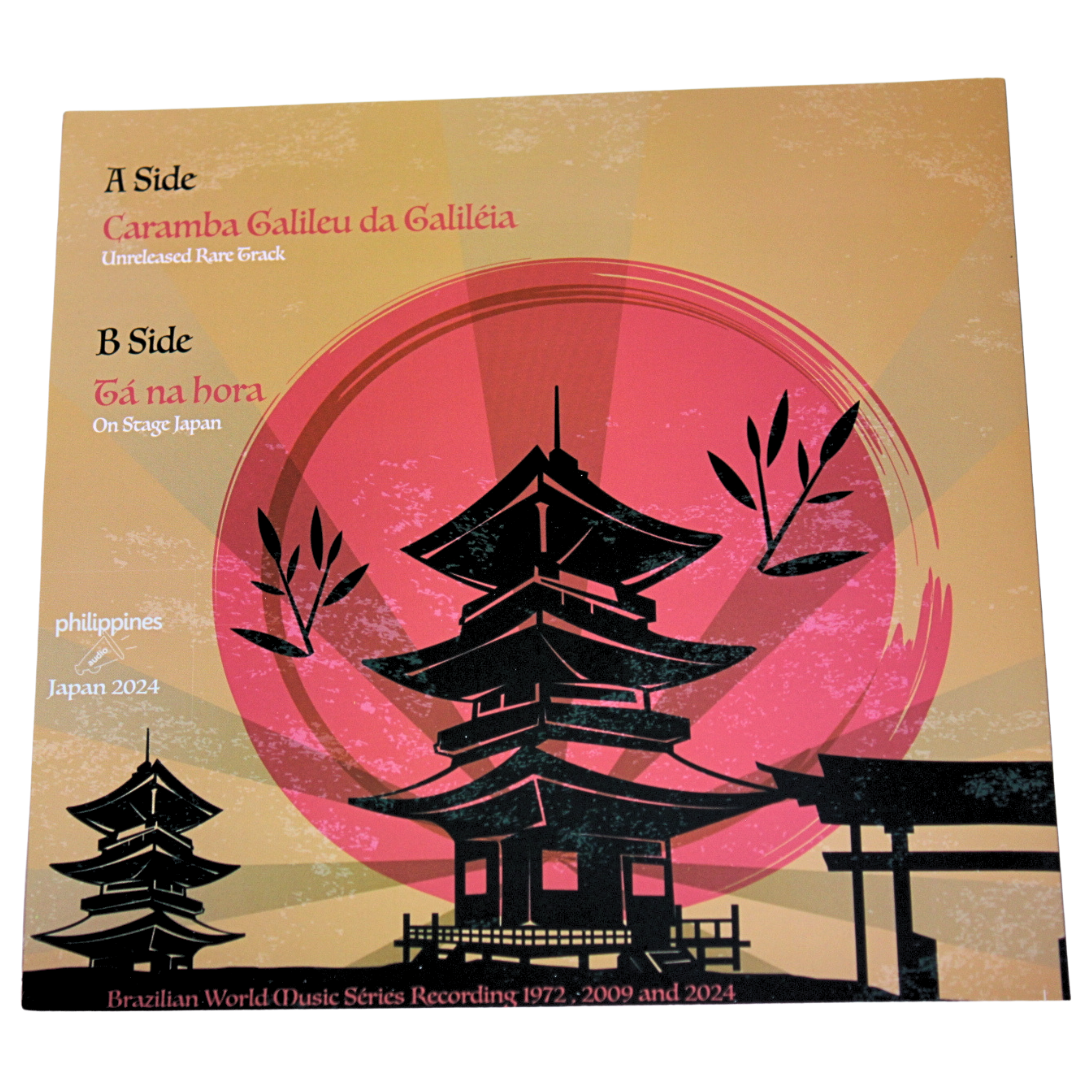 A Side
Caramba Galileu da Galiléia
Unreleased Rare Track
B Side
Tá na hora
On Stage Japan
philippines
audio
Japan 2024
Brazilian World Music Séries Recording 1972 , 2009 and 2024